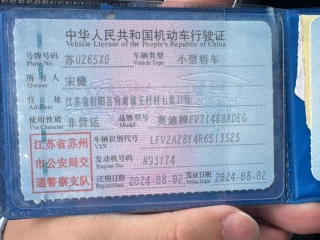 中华人民共和国机动车行驶证
Vehicle License of the People's Republic of China
号牌号码 苏U265X0 车辆类型 小型轿车
Plate No. Vehicle Type
所有人 宋健
Owner
住址
Address
使用性质 非营运 品牌型号 奥迪牌FV71488ADEG
Use Character Model
江苏省苏州
市公安局交
通警察支队
车辆识别代号 LFV2A28Y4R6513525
VIN
发动机号码 N93174
Engine No.
注册日期 2024-08-02 发证日期 2024-08-02
Register Date Issue Date